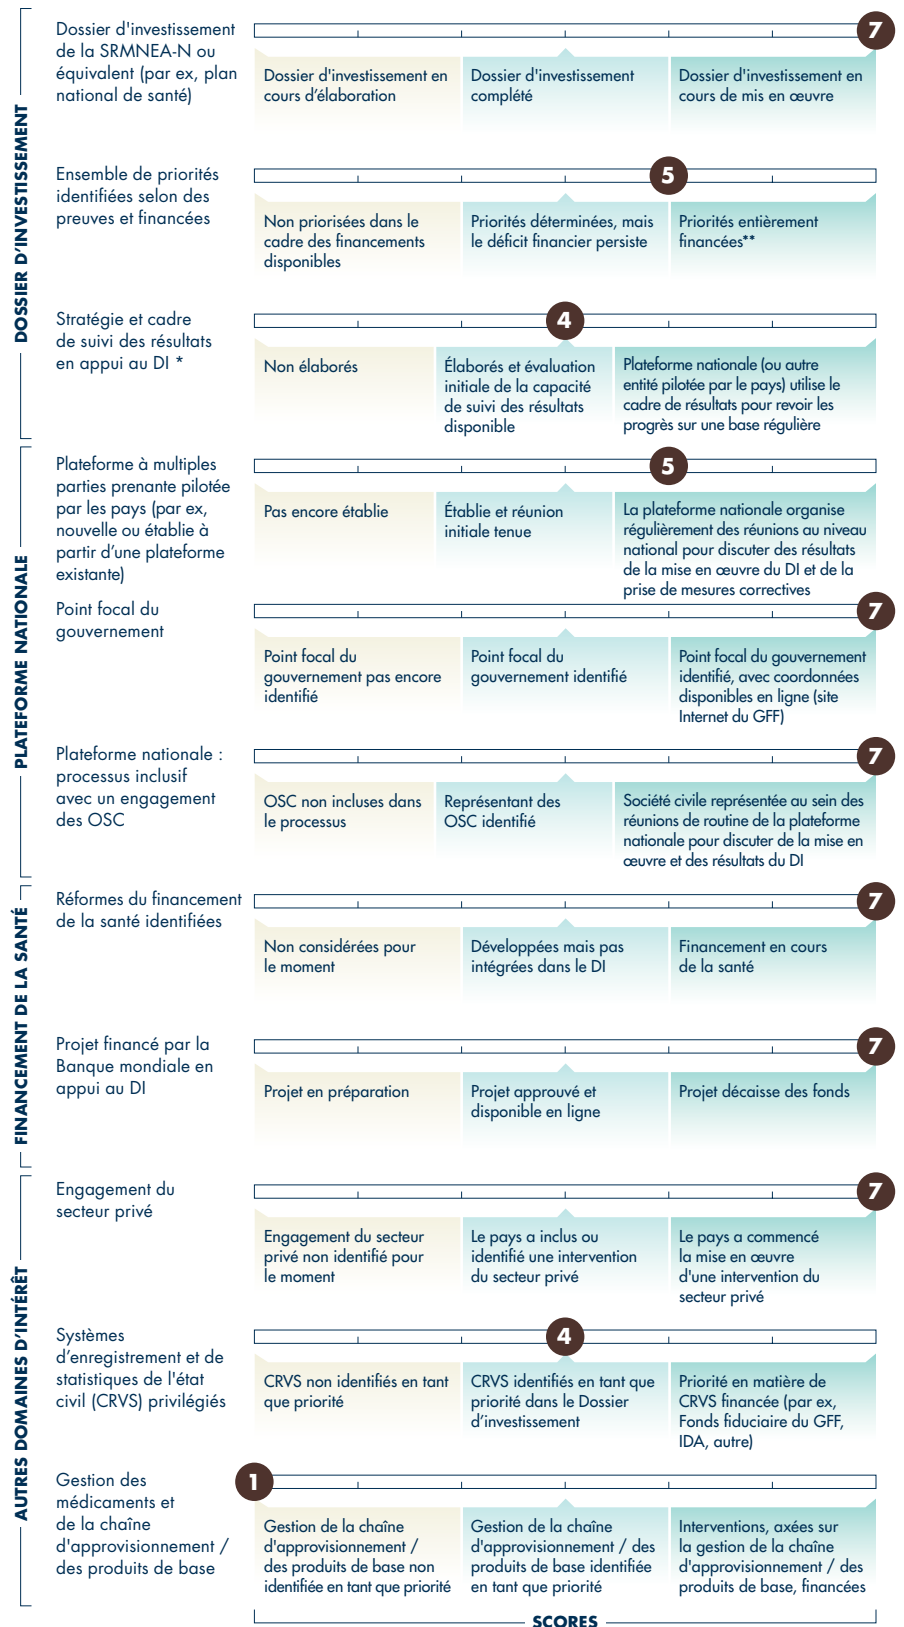 DOSSIER D'INVESTISSEMENT
Dossier d'investissement
de la SRMNEA-N ou
équivalent (par ex, plan
national de santé)
7
Dossier d'investissement en
cours d'élaboration
Dossier d'investissement
complété
Dossier d'investissement en
cours de mis en œuvre
Ensemble de priorités
identifiées selon des
preuves et financées
5
Non priorisées dans le
cadre des financements
disponibles
Priorités déterminées, mais
le déficit financier persiste
Priorités entièrement
financées**
Stratégie et cadre
de suivi des résultats
en appui au DI *
4
Non élaborés
Élaborés et évaluation
initiale de la capacité
de suivi des résultats
disponible
Plateforme nationale (ou autre
entité pilotée par le pays) utilise le
cadre de résultats pour revoir les
progrès sur une base régulière
PLATEFORME NATIONALE
Plateforme à multiples
parties prenante pilotée
par les pays (par ex,
nouvelle ou établie à
partir d'une plateforme
existante)
5
Pas encore établie
Établie et réunion
initiale tenue
La plateforme nationale organise
régulièrement des réunions au niveau
national pour discuter des résultats
de la mise en œuvre du DI et de la
prise de mesures correctives
Point focal du
gouvernement
7
Point focal du
gouvernement pas encore
identifié
Point focal du
gouvernement identifié
Point focal du gouvernement
identifié, avec coordonnées
disponibles en ligne (site
Internet du GFF)
Plateforme nationale :
processus inclusif
avec un engagement
des OSC
7
OSC non incluses dans
le processus
Représentant des
OSC identifié
Société civile représentée au sein des
réunions de routine de la plateforme
nationale pour discuter de la mise en
œuvre et des résultats du DI
FINANCEMENT DE LA SANTÉ
Réformes du financement
de la santé identifiées
7
Non considérées pour
le moment
Développées mais pas
intégrées dans le DI
Financement en cours
de la santé
Projet financé par la
Banque mondiale en
appui au DI
7
Projet en préparation
Projet approuvé et
disponible en ligne
Projet décaisse des fonds
AUTRES DOMAINES D'INTÉRÊT
Engagement du
secteur privé
7
Engagement du secteur
privé non identifié pour
le moment
Le pays a inclus ou
identifié une intervention
du secteur privé
Le pays a commencé
la mise en œuvre
d'une intervention du
secteur privé
Systèmes
d'enregistrement et de
statistiques de l'état
civil (CRVS) privilégiés
4
CRVS non identifiés en tant
que priorité
CRVS identifiés en tant que
priorité dans le Dossier
d'investissement
Priorité en matière de
CRVS financée (par ex,
Fonds fiduciaire du GFF,
IDA, autre)
Gestion des
médicaments et
de la chaîne
d'approvisionnement /
des produits de base
1
Gestion de la chaîne
d'approvisionnement /
des produits de base non
identifiée en tant que priorité
Gestion de la chaîne
d'approvisionnement / des
produits de base identifiée
en tant que priorité
Interventions, axées sur
la gestion de la chaîne
d'approvisionnement / des
produits de base, financées
SCORES